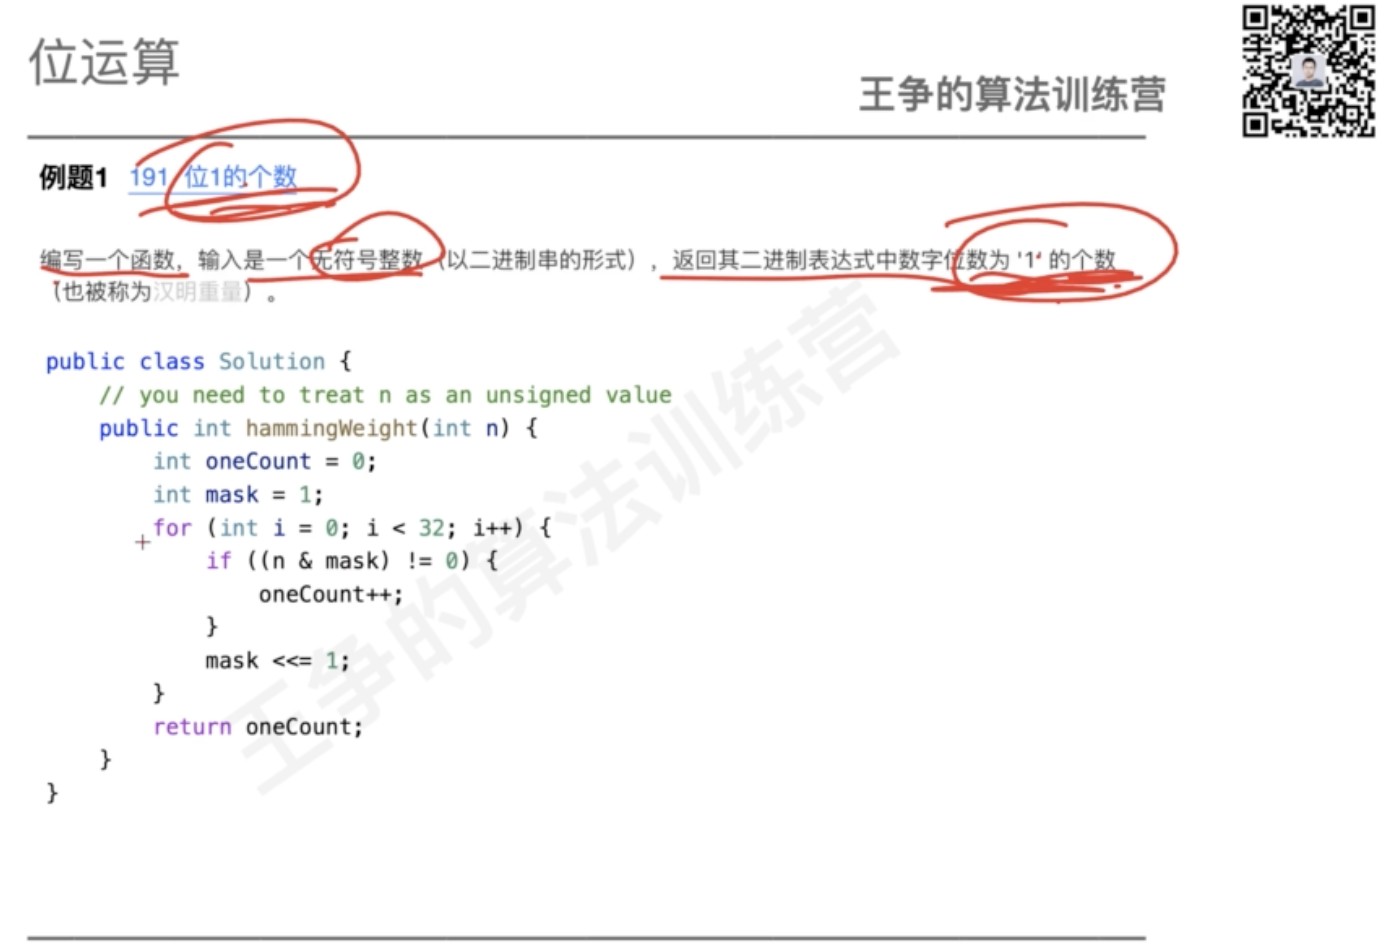 位运算
王争的算法训练营
例题1 191 位1的个数
编写一个函数，输入是一个无符号整数（以二进制串的形式），返回其二进制表达式中数字位数为 '1' 的个数
（也被称为汉明重量）。
public class Solution {
    // you need to treat n as an unsigned value
    public int hammingWeight(int n) {
        int oneCount = 0;
        int mask = 1;
        for (int i = 0; i < 32; i++) {
            if ((n & mask) != 0) {
                oneCount++;
            }
            mask <<= 1;
        }
        return oneCount;
    }
}
王争的算法训练营